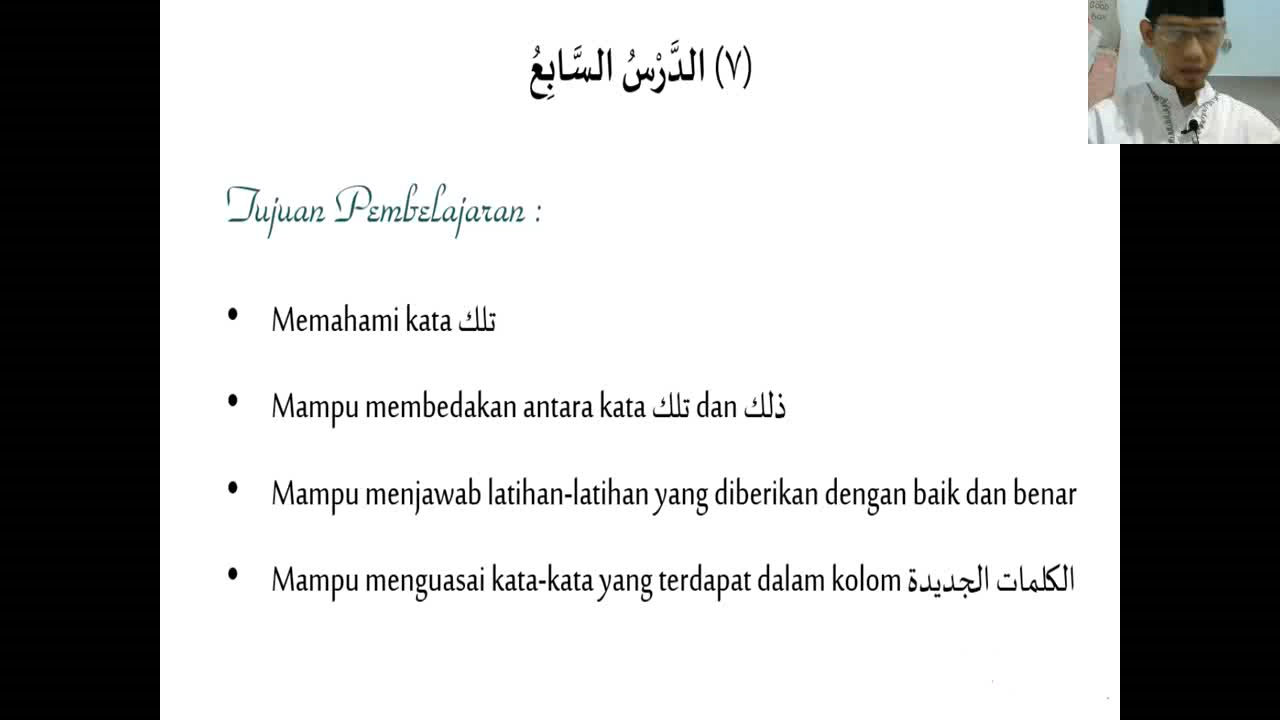 (٧) الدَّرْسُ السَّابِعُ
Tujuan Pembelajaran :
• Memahami kata تلك
• Mampu membedakan antara kata تلك dan ذلك
• Mampu menjawab latihan-latihan yang diberikan dengan baik dan benar
• Mampu menguasai kata-kata yang terdapat dalam kolom الكلمات الجديدة
GOOD